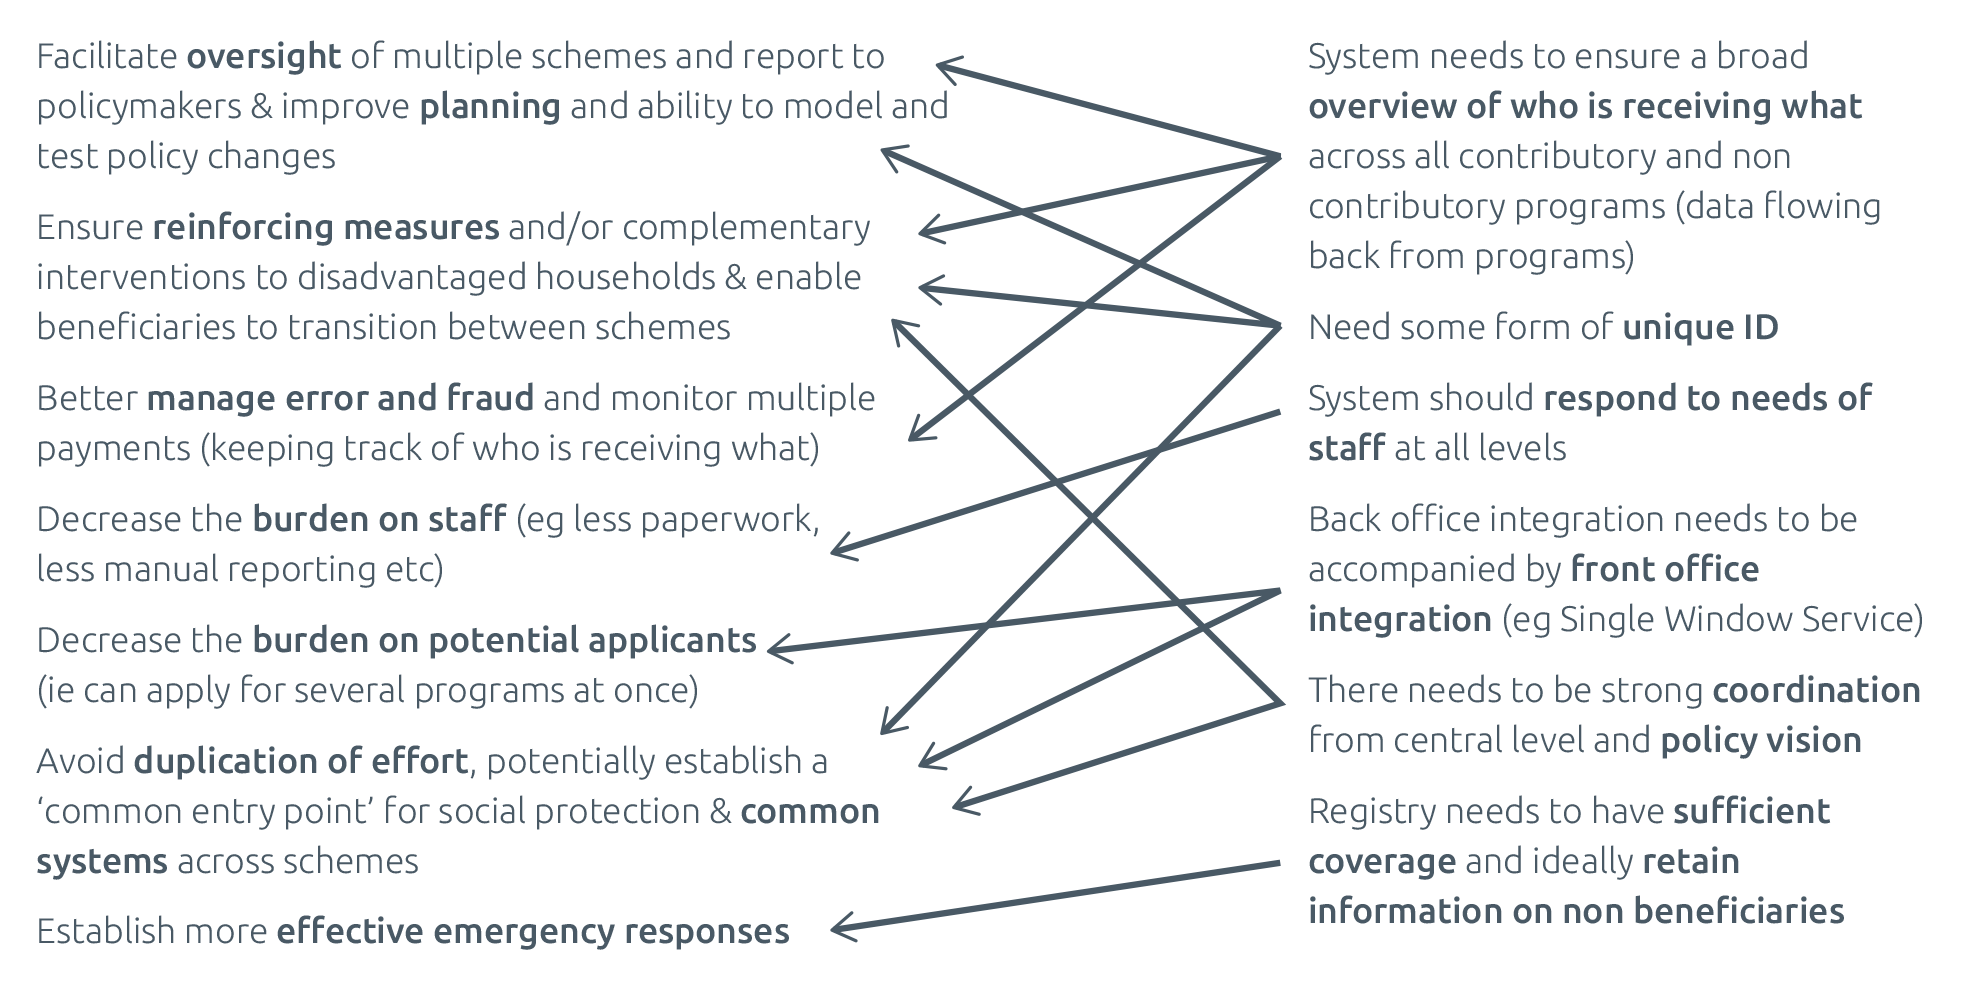 Facilitate oversight of multiple schemes and report to
policymakers & improve planning and ability to model and
test policy changes
Ensure reinforcing measures and/or complementary
interventions to disadvantaged households & enable
beneficiaries to transition between schemes
Better manage error and fraud and monitor multiple
payments (keeping track of who is receiving what)
Decrease the burden on staff (eg less paperwork,
less manual reporting etc)
Decrease the burden on potential applicants
(ie can apply for several programs at once)
Avoid duplication of effort, potentially establish a
‘common entry point’ for social protection & common
systems across schemes
Establish more effective emergency responses
System needs to ensure a broad
overview of who is receiving what
across all contributory and non
contributory programs (data flowing
back from programs)
Need some form of unique ID
System should respond to needs of
staff at all levels
Back office integration needs to be
accompanied by front office
integration (eg Single Window Service)
There needs to be strong coordination
from central level and policy vision
Registry needs to have sufficient
coverage and ideally retain
information on non beneficiaries